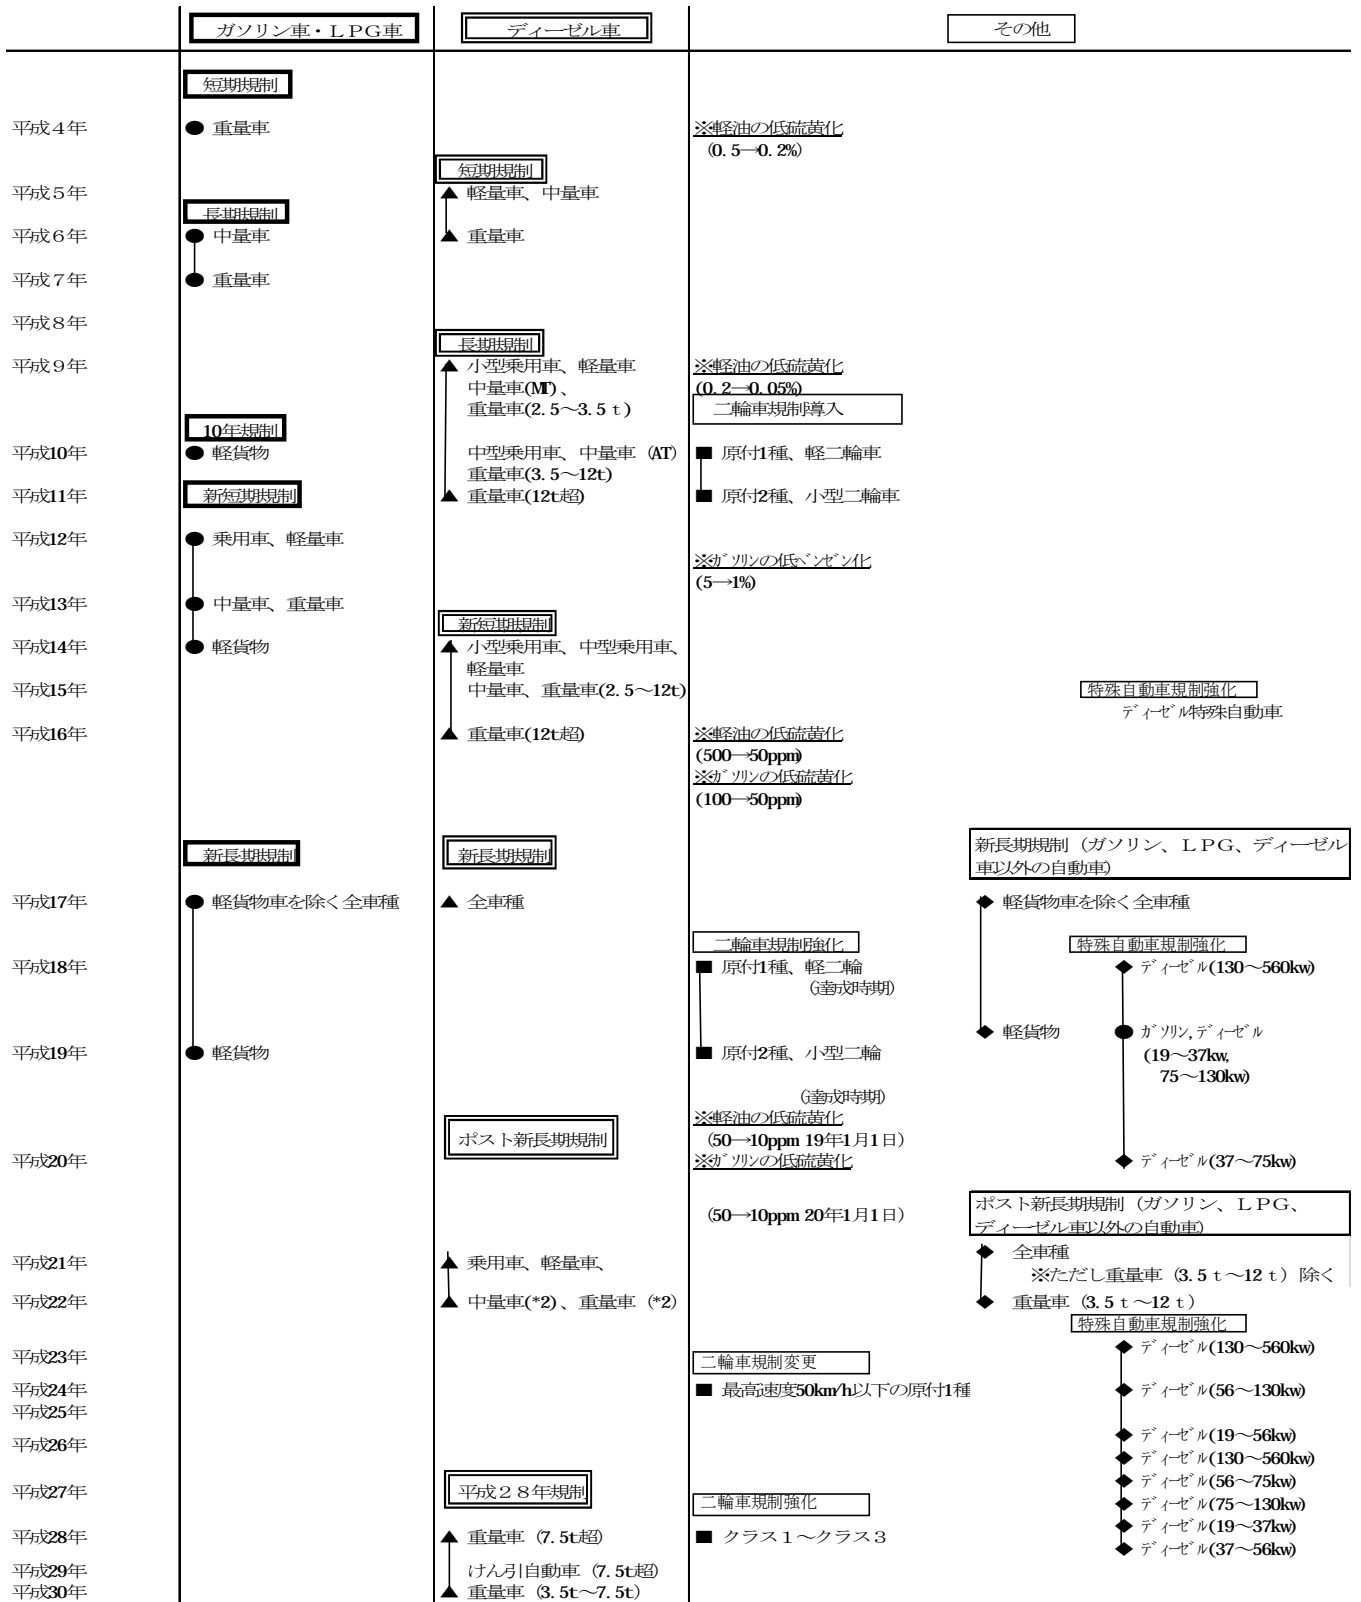 ガソリン車・ＬＰＧ車 ディーゼル車 その他
短期規制
平成４年 ● 重量車 ※軽油の低硫黄化
(0.5→0.2%)
短期規制
平成５年 ▲ 軽量車、中量車
長期規制
平成６年 ● 中量車 ▲ 重量車
平成７年 ● 重量車
平成８年
長期規制
平成９年 ▲ 小型乗用車、軽量車 ※軽油の低硫黄化
中量車(MT)、 (0.2→0.05%)
重量車(2.5～3.5ｔ) 二輪車規制導入
10年規制
平成10年 ● 軽貨物 中型乗用車、中量車（AT） ■ 原付1種、軽二輪車
重量車(3.5～12t)
平成11年 新短期規制 ▲ 重量車(12t超) ■ 原付2種、小型二輪車
平成12年 ● 乗用車、軽量車
※ｶﾞｿﾘﾝの低ﾍﾞﾝｾﾞﾝ化
(5→1%)
平成13年 ● 中量車、重量車
新短期規制
平成14年 ● 軽貨物 ▲ 小型乗用車、中型乗用車、
軽量車
平成15年 中量車、重量車(2.5～12t) 特殊自動車規制強化
ﾃﾞｨｰｾﾞﾙ特殊自動車
平成16年 ▲ 重量車(12t超) ※軽油の低硫黄化
(500→50ppm)
※ｶﾞｿﾘﾝの低硫黄化
(100→50ppm)
新長期規制 新長期規制 新長期規制（ガソリン、ＬＰＧ、ディーゼル
車以外の自動車）
平成17年 ● 軽貨物車を除く全車種 ▲ 全車種 ◆ 軽貨物車を除く全車種
二輪車規制強化 特殊自動車規制強化
平成18年 ■ 原付1種、軽二輪 ◆ ﾃﾞｨｰｾﾞﾙ(130～560kw)
（達成時期）
◆ 軽貨物 ● ｶﾞｿﾘﾝ,ﾃﾞｨｰｾﾞﾙ
平成19年 ● 軽貨物 ■ 原付2種、小型二輪 (19～37kw,
75～130kw)
（達成時期）
※軽油の低硫黄化
ポスト新長期規制 （50→10ppm 19年1月1日）
平成20年 ※ｶﾞｿﾘﾝの低硫黄化 ◆ ﾃﾞｨｰｾﾞﾙ(37～75kw)
（50→10ppm 20年1月1日） ポスト新長期規制（ガソリン、ＬＰＧ、
ディーゼル車以外の自動車）
平成21年 ▲ 乗用車、軽量車、 ◆ 全車種
※ただし重量車（3.5ｔ～12ｔ）除く
平成22年 ▲ 中量車(*2)、重量車（*2） ◆ 重量車（3.5ｔ～12ｔ）
特殊自動車規制強化
平成23年 二輪車規制変更 ◆ ﾃﾞｨｰｾﾞﾙ(130～560kw)
平成24年 ■ 最高速度50km/h以下の原付1種 ◆ ﾃﾞｨｰｾﾞﾙ(56～130kw)
平成25年
◆ ﾃﾞｨｰｾﾞﾙ(19～56kw)
平成26年
◆ ﾃﾞｨｰｾﾞﾙ(130～560kw)
◆ ﾃﾞｨｰｾﾞﾙ(56～75kw)
平成27年 平成２８年規制 二輪車規制強化 ◆ ﾃﾞｨｰｾﾞﾙ(75～130kw)
◆ ﾃﾞｨｰｾﾞﾙ(19～37kw)
平成28年 ▲ 重量車（7.5t超） ■ クラス１～クラス３
◆ ﾃﾞｨｰｾﾞﾙ(37～56kw)
平成29年 けん引自動車（7.5t超）
平成30年 ▲ 重量車（3.5t～7.5t）